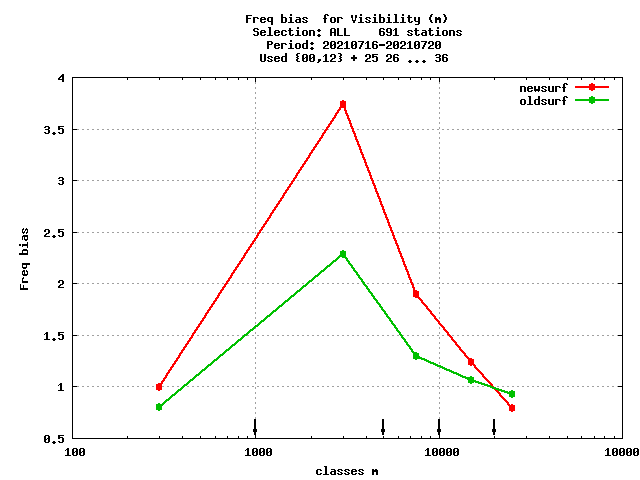 Freq bias  for Visibility (m)
Selection: ALL    691 stations
Period: 20210716-20210720
Used {00,12} + 25 26 ... 36
newsurf
oldsurf
4
3.5
3
2.5
2
1.5
1
0.5
Freq bias
100
1000
10000
10000
classes m